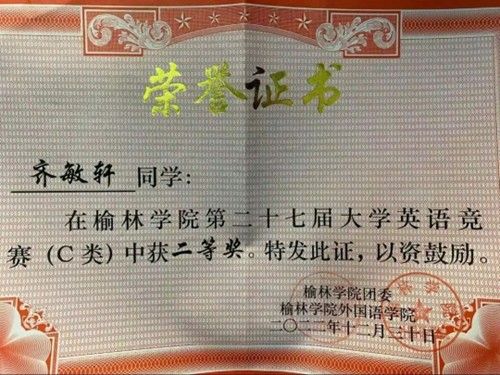 荣誉证书
齐敏轩 同学:
在榆林学院第二十七届大学英语竞
赛（C类）中获二等奖。特发此证，以资鼓励。
榆林学院团委
榆林学院外国语学院
二〇二二年十二月三十日